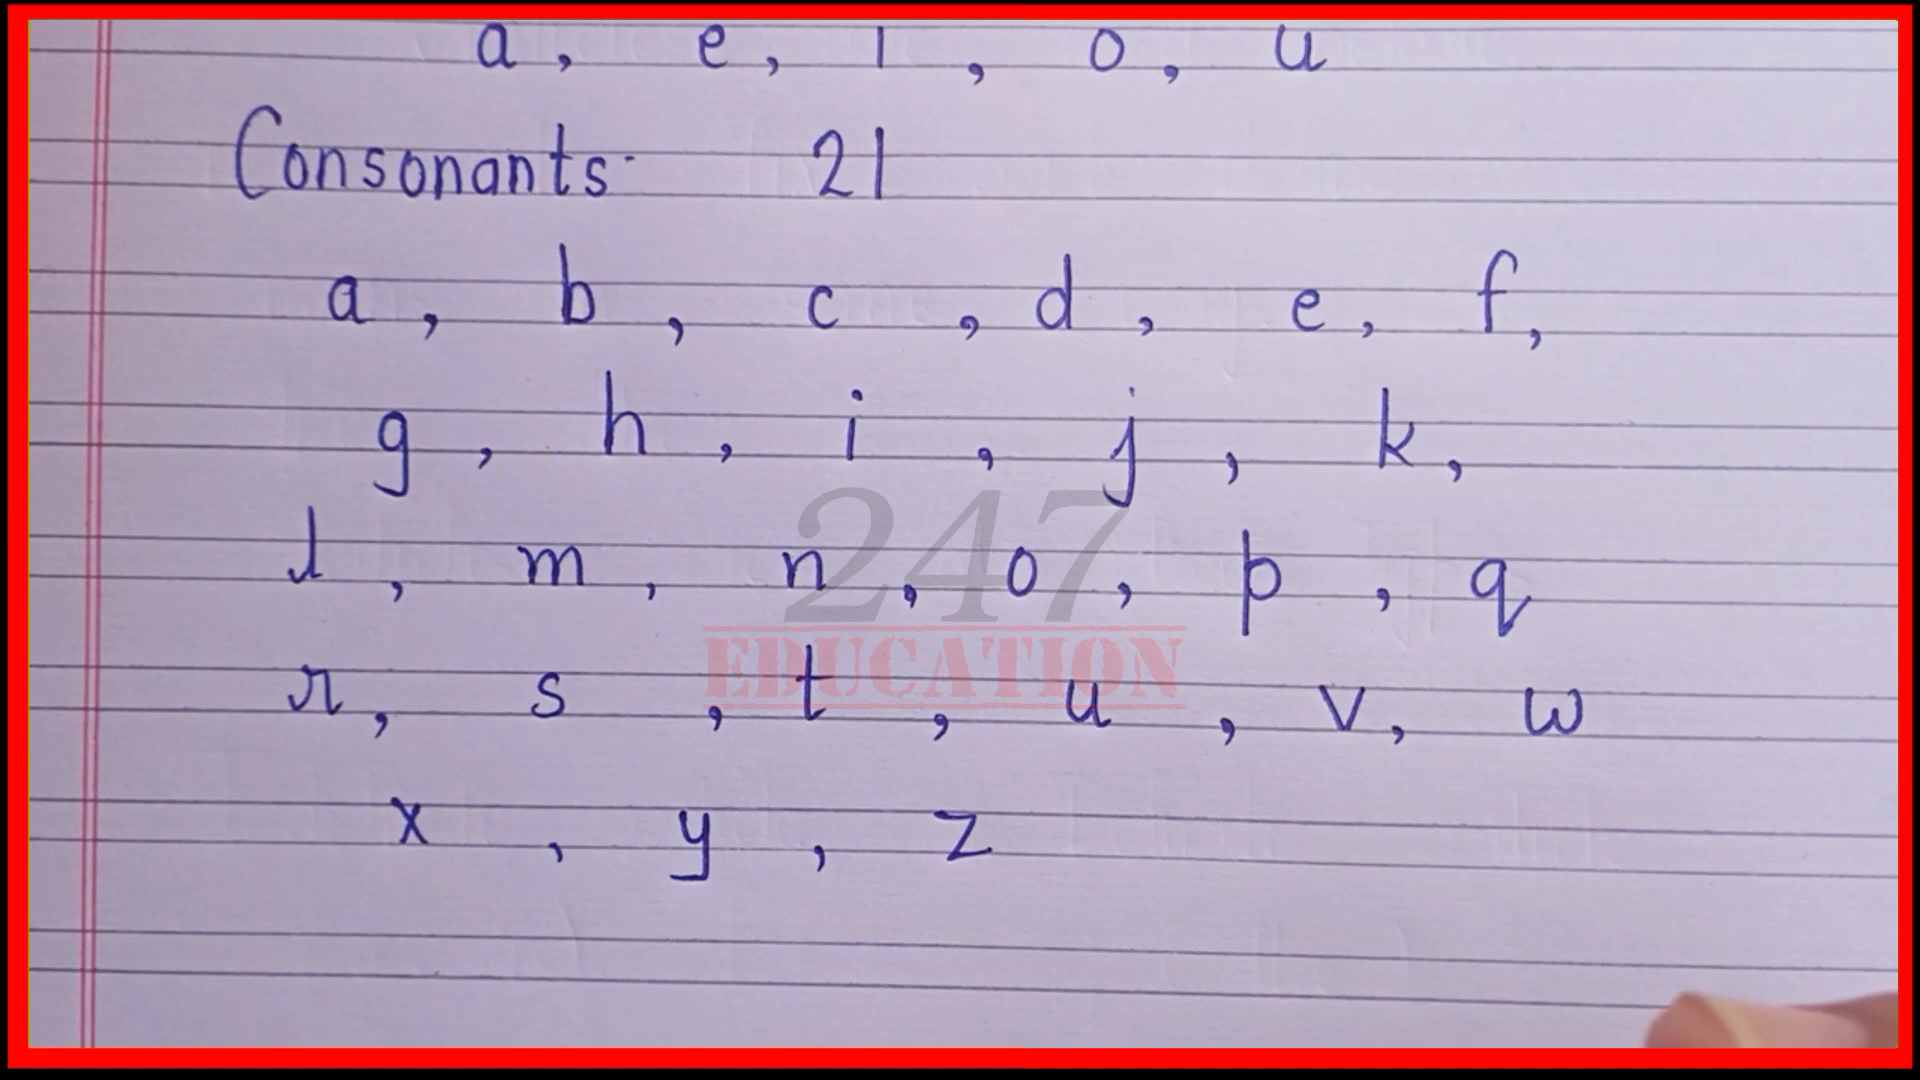 a, e, i, o, u
Consonants- 21
a, b, c, d, e, f,
g, h, i, j, k,
l, m, n, o, p, q
r, s, t, u, v, w
x, y, z
247
EDUCATION